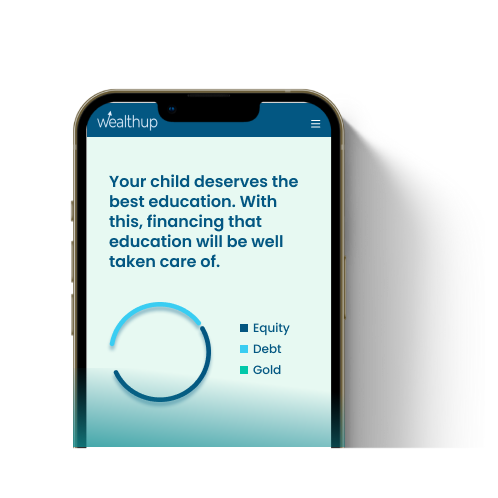 wealthup
Your child deserves the
best education. With
this, financing that
education will be well
taken care of.
Equity
Debt
Gold